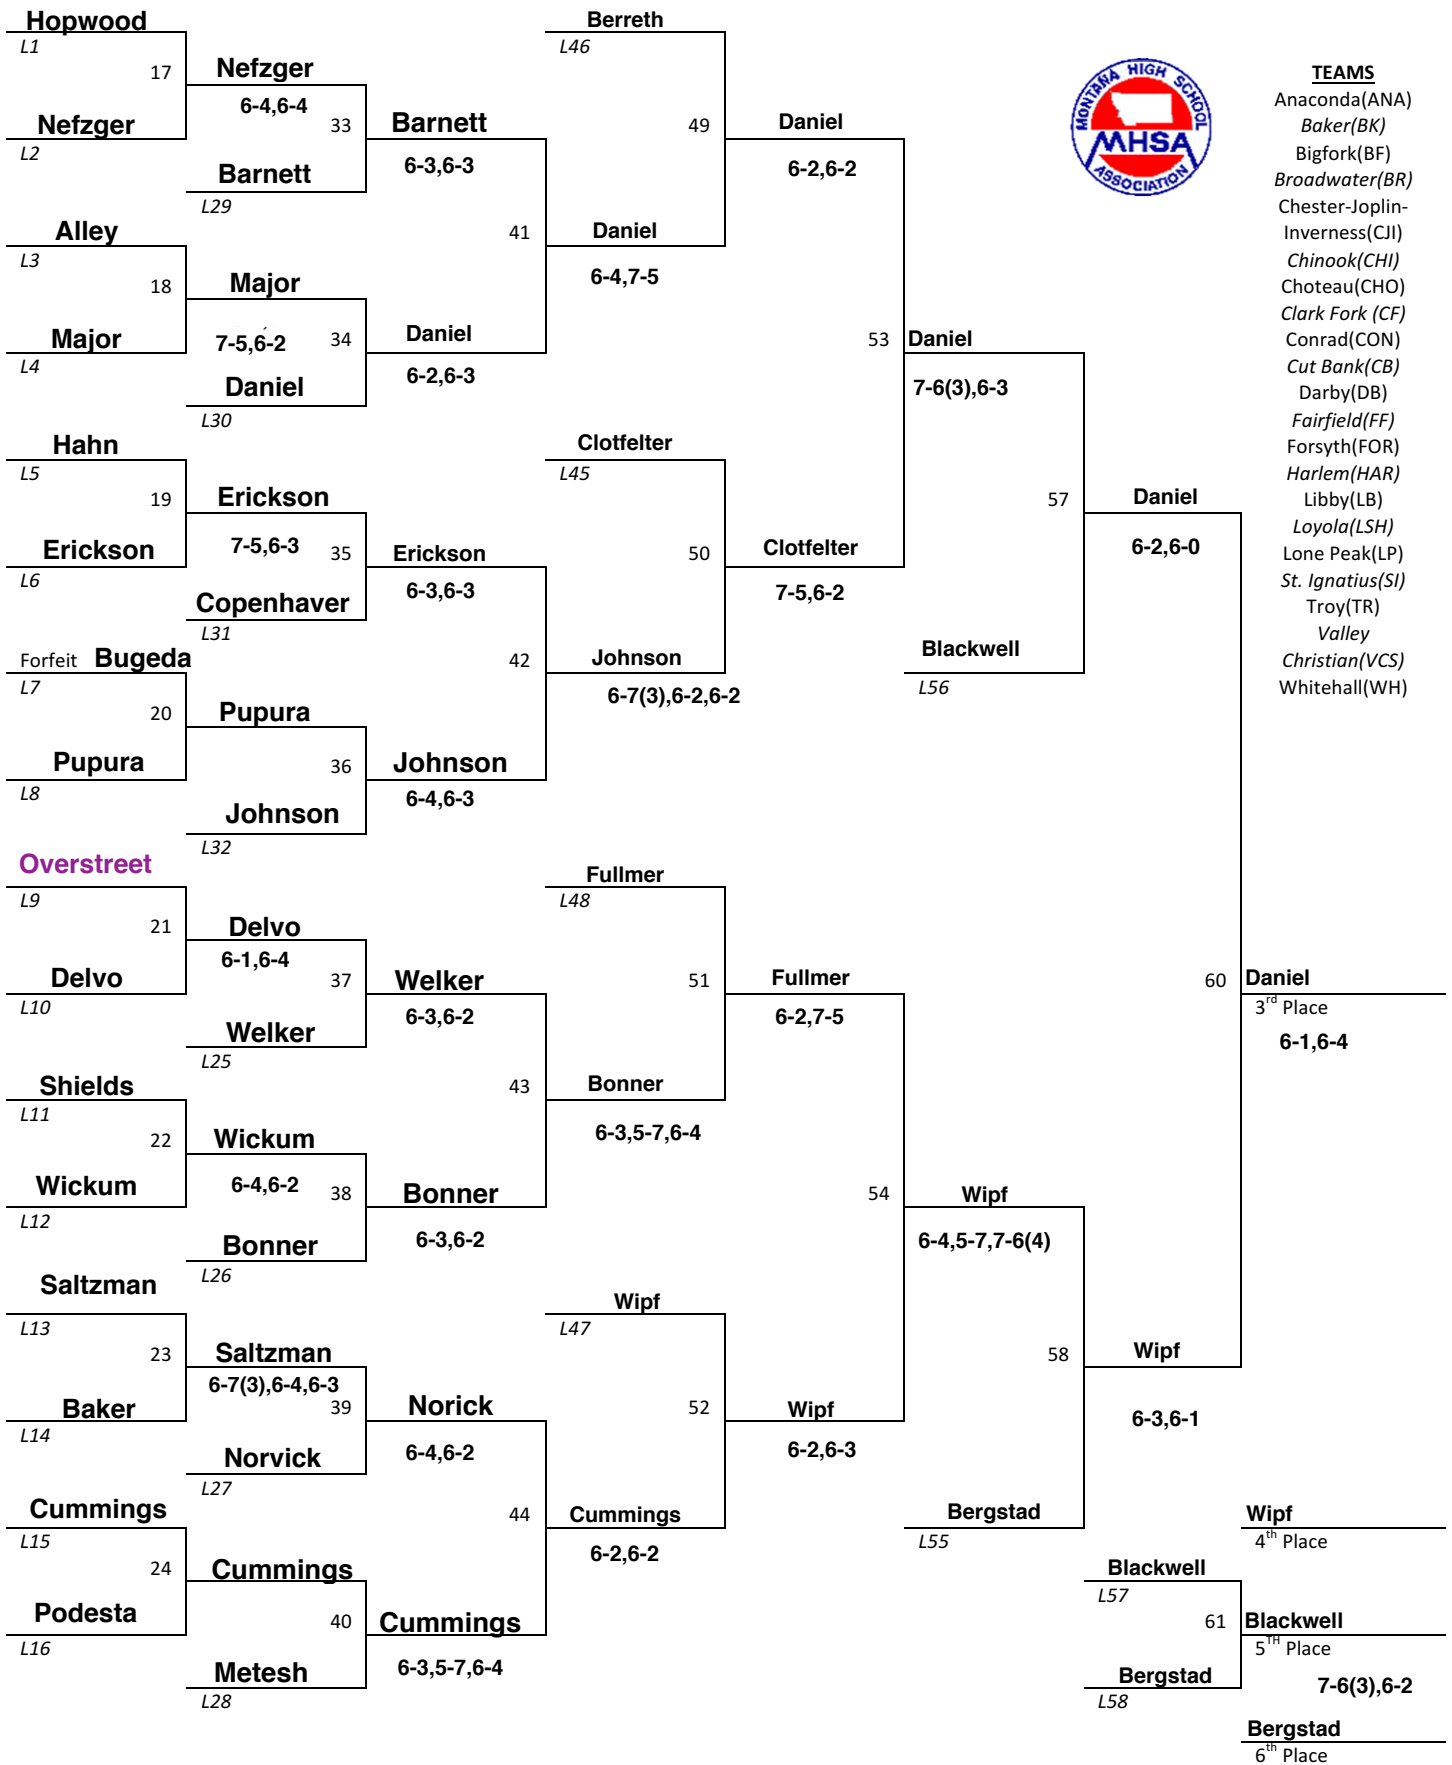 Hopwood
L1
17
Nefzger
6-4,6-4
Nefzger
L2
33
Barnett
6-3,6-3
Barnett
L29
Alley
L3
18
Major
7-5,6-2
Major
L4
34
Daniel
6-2,6-3
Daniel
L30
41
Daniel
6-4,7-5
Berreth
L46
49
Daniel
6-2,6-2
Hahn
L5
19
Erickson
7-5,6-3
Erickson
L6
35
Erickson
6-3,6-3
Copenhaver
L31
Forfeit Bugeda
L7
20
Pupura
Pupura
L8
36
Johnson
6-4,6-3
Johnson
L32
42
Johnson
6-7(3),6-2,6-2
Clotfelter
L45
50
Clotfelter
7-5,6-2
53
Daniel
7-6(3),6-3
Blackwell
L56
57
Daniel
6-2,6-0
Overstreet
L9
21
Delvo
6-1,6-4
Delvo
L10
37
Welker
6-3,6-2
Welker
L25
Shields
L11
22
Wickum
6-4,6-2
Wickum
L12
38
Bonner
6-3,6-2
Bonner
L26
43
Bonner
6-3,5-7,6-4
Fullmer
L48
51
Fullmer
6-2,7-5
Saltzman
L13
23
Saltzman
6-7(3),6-4,6-3
Baker
L14
39
Norick
6-4,6-2
Norvick
L27
Cummings
L15
24
Cummings
Podesta
L16
40
Cummings
6-3,5-7,6-4
Metesh
L28
44
Cummings
6-2,6-2
Wipf
L47
52
Wipf
6-2,6-3
54
Wipf
6-4,5-7,7-6(4)
Bergstad
L55
58
Wipf
6-3,6-1
60
Daniel
3rd Place
6-1,6-4
Wipf
4th Place
Blackwell
L57
61
Blackwell
5TH Place
7-6(3),6-2
Bergstad
L58
Bergstad
6th Place
MONTANA HIGH SCHOOL
MHSA
ASSOCIATION
TEAMS
Anaconda(ANA)
Baker(BK)
Bigfork(BF)
Broadwater(BR)
Chester-Joplin-
Inverness(CJI)
Chinook(CHI)
Choteau(CHO)
Clark Fork (CF)
Conrad(CON)
Cut Bank(CB)
Darby(DB)
Fairfield(FF)
Forsyth(FOR)
Harlem(HAR)
Libby(LB)
Loyola(LSH)
Lone Peak(LP)
St. Ignatius(SI)
Troy(TR)
Valley
Christian(VCS)
Whitehall(WH)